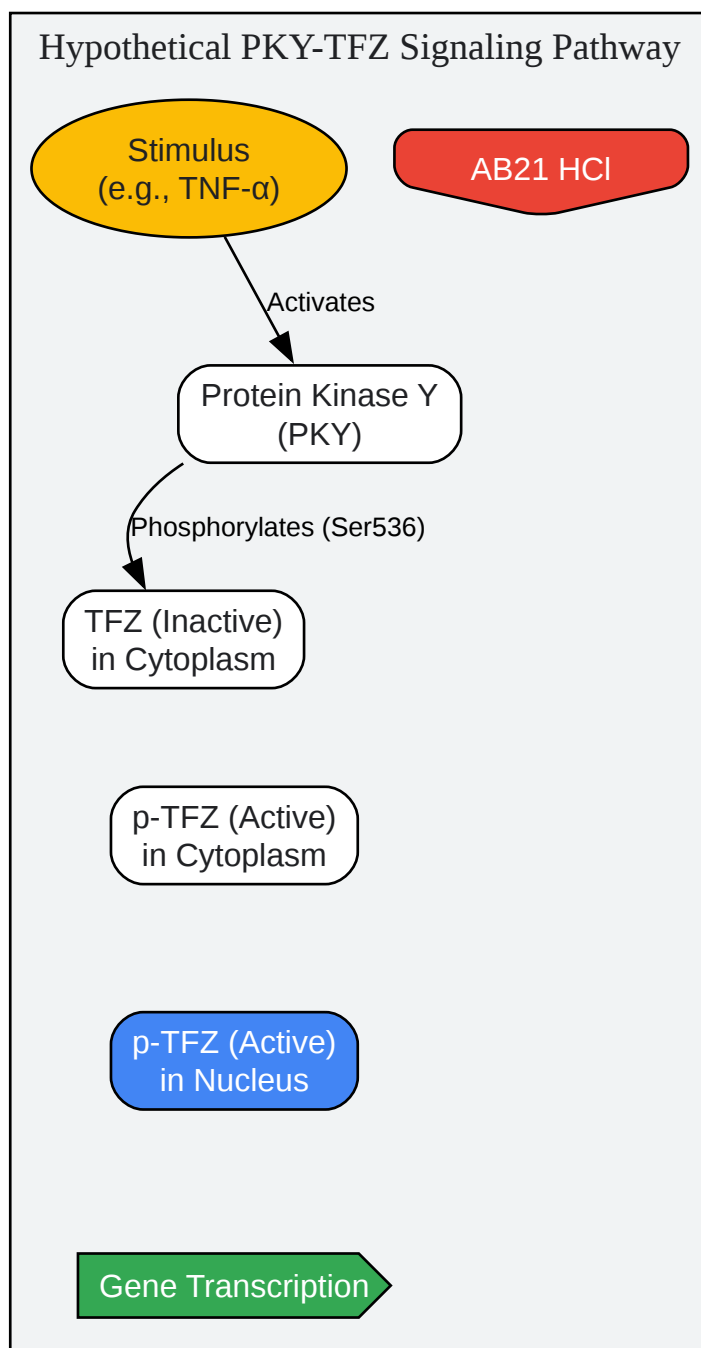 Hypothetical PKY-TFZ Signaling Pathway
Stimulus
(e.g., TNF-α)
AB21 HCl
Activates
Protein Kinase Y
(PKY)
Phosphorylates (Ser536)
TFZ (Inactive)
in Cytoplasm
p-TFZ (Active)
in Cytoplasm
p-TFZ (Active)
in Nucleus
Gene Transcription